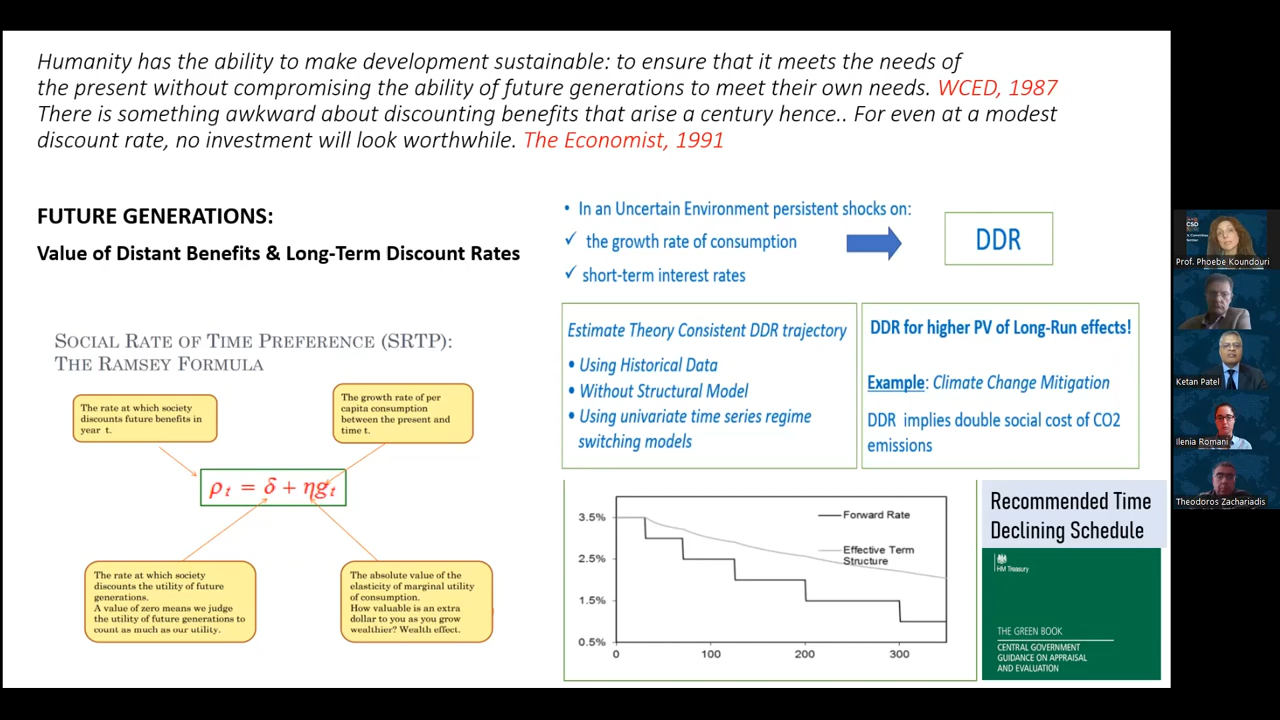 Humanity has the ability to make development sustainable: to ensure that it meets the needs of
the present without compromising the ability of future generations to meet their own needs. WCED, 1987
There is something awkward about discounting benefits that arise a century hence.. For even at a modest
discount rate, no investment will look worthwhile. The Economist, 1991
FUTURE GENERATIONS:
Value of Distant Benefits & Long-Term Discount Rates
SOCIAL RATE OF TIME PREFERENCE (SRTP):
THE RAMSEY FORMULA
The rate at which society
discounts future benefits in
year t.
The growth rate of per
capita consumption
between the present and
time t.
ρt = δ + ηgt
The rate at which society
discounts the utility of future
generations.
A value of zero means we judge
the utility of future generations to
count as much as our utility.
The absolute value of the
elasticity of marginal utility
of consumption.
How valuable is an extra
dollar to you as you grow
wealthier? Wealth effect.
• In an Uncertain Environment persistent shocks on:
✓ the growth rate of consumption
✓ short-term interest rates
DDR
Estimate Theory Consistent DDR trajectory
• Using Historical Data
• Without Structural Model
• Using univariate time series regime
switching models
DDR for higher PV of Long-Run effects!
Example: Climate Change Mitigation
DDR implies double social cost of CO2
emissions
3.5%
2.5%
1.5%
0.5%
0
100
200
300
Forward Rate
Effective Term
Structure
Recommended Time
Declining Schedule
HM Treasury
THE GREEN BOOK
CENTRAL GOVERNMENT
GUIDANCE ON APPRAISAL
AND EVALUATION
CSD
Prof. Phoebe Koundouri
Ketan Patel
Ilenia Romani
Theodoros Zachariadis